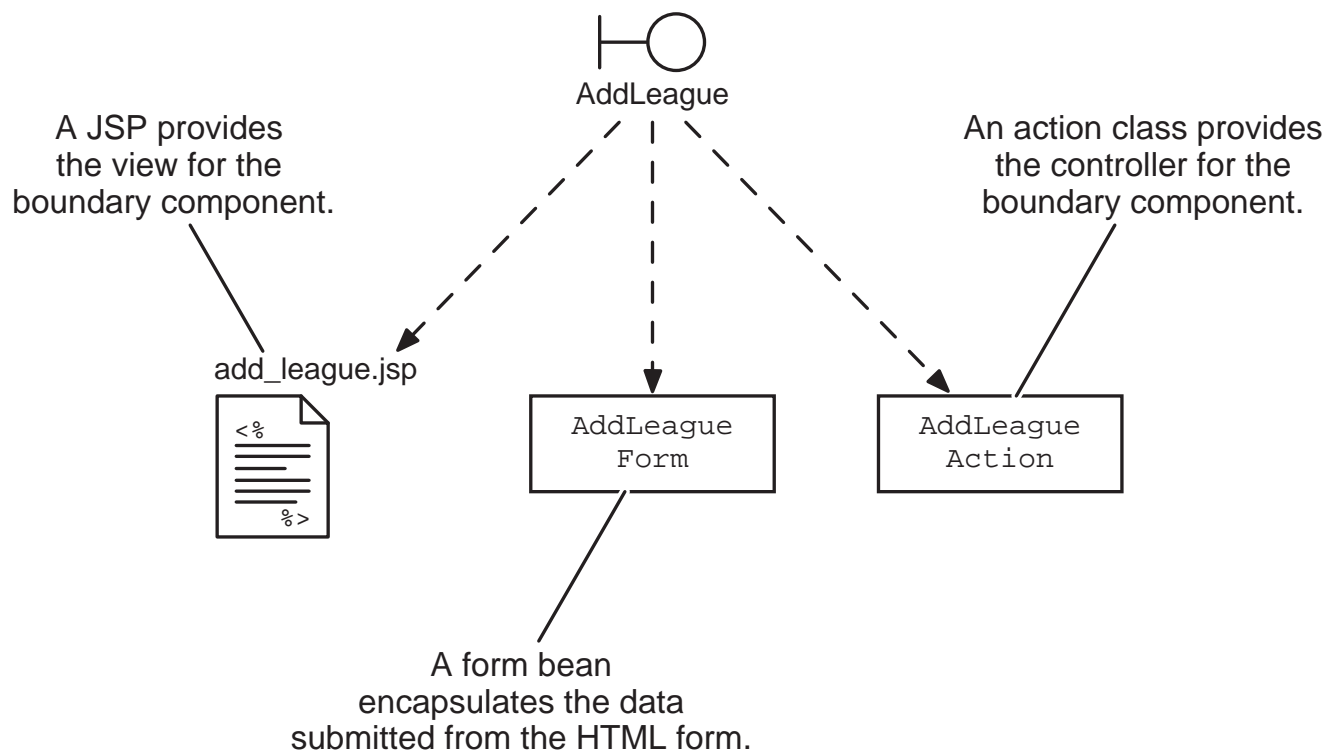 AddLeague
A JSP provides
the view for the
boundary component.
An action class provides
the controller for the
boundary component.
add_league.jsp
<%
%>
AddLeague
Form
AddLeague
Action
A form bean
encapsulates the data
submitted from the HTML form.